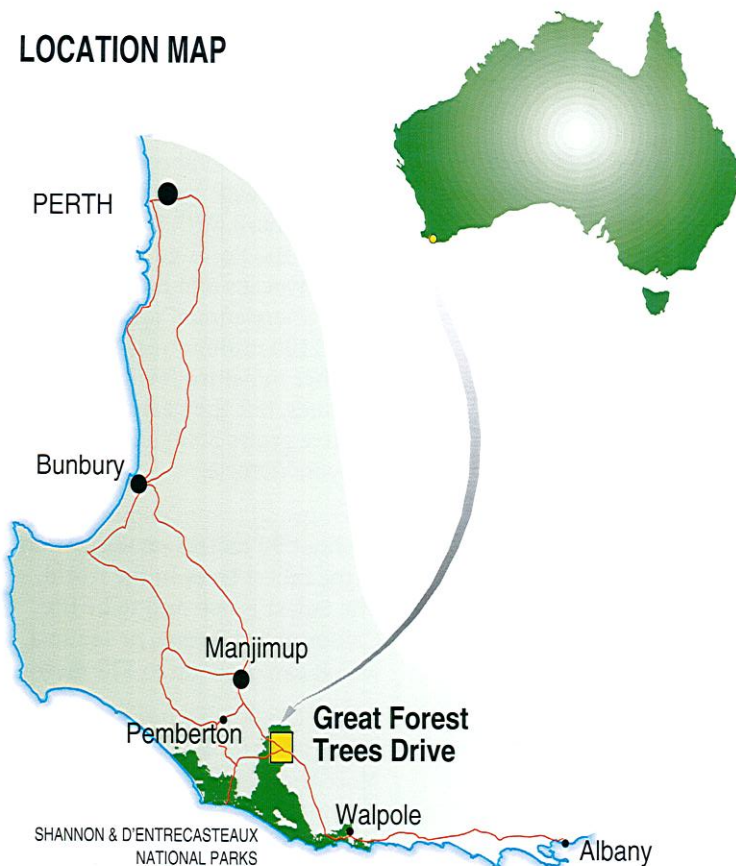 LOCATION MAP
PERTH
Bunbury
Manjimup
Pemberton
Great Forest
Trees Drive
Walpole
Albany
SHANNON & D'ENTRECASTEAUX
NATIONAL PARKS